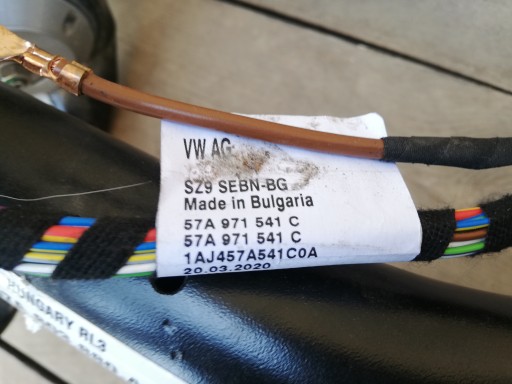 VW AG
SZ9 SEBN-BG
Made in Bulgaria
57A 971 541 C
57A 971 541 C
1AJ457A541C0A
20.03.2020
HUNGARY RL3